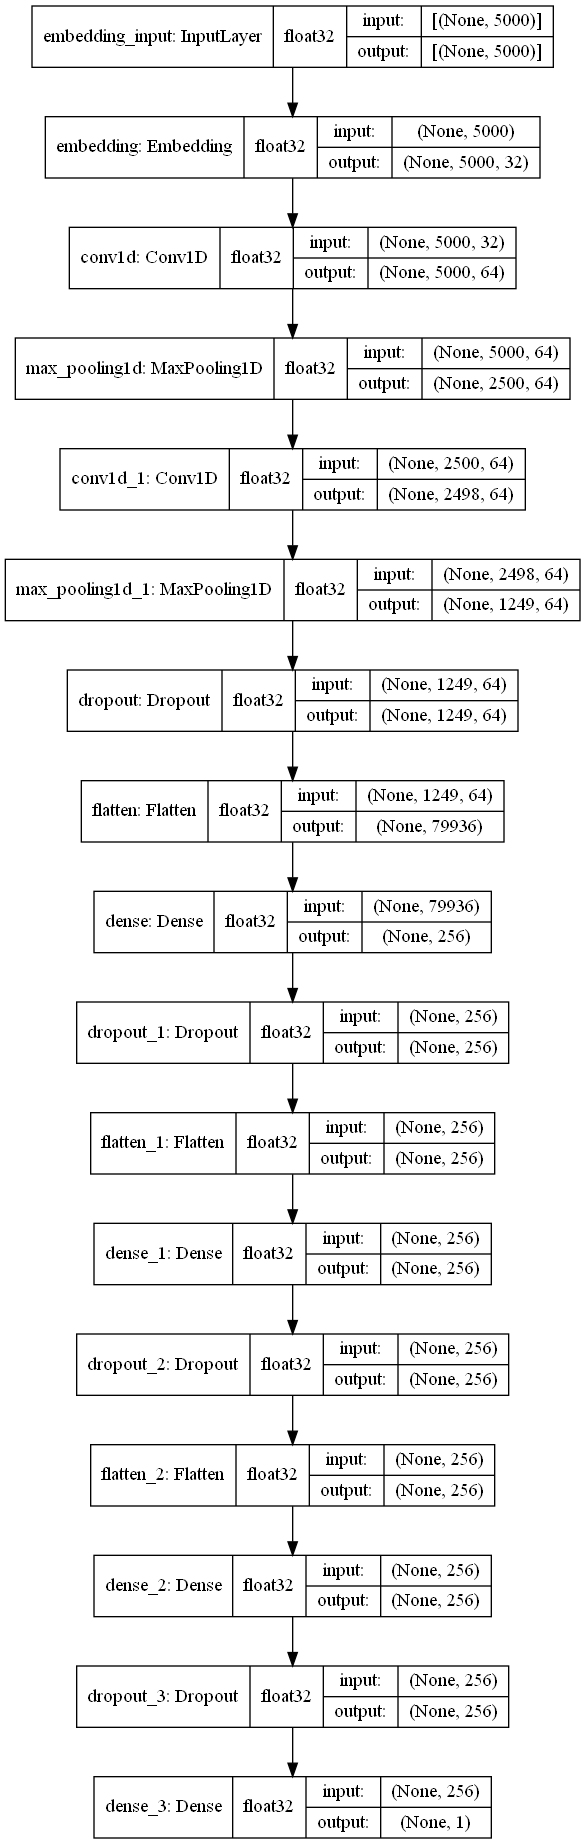 embedding_input: InputLayer float32 input: [(None, 5000)]
output: [(None, 5000)]
embedding: Embedding float32 input: (None, 5000)
output: (None, 5000, 32)
conv1d: Conv1D float32 input: (None, 5000, 32)
output: (None, 5000, 64)
max_pooling1d: MaxPooling1D float32 input: (None, 5000, 64)
output: (None, 2500, 64)
conv1d_1: Conv1D float32 input: (None, 2500, 64)
output: (None, 2498, 64)
max_pooling1d_1: MaxPooling1D float32 input: (None, 2498, 64)
output: (None, 1249, 64)
dropout: Dropout float32 input: (None, 1249, 64)
output: (None, 1249, 64)
flatten: Flatten float32 input: (None, 1249, 64)
output: (None, 79936)
dense: Dense float32 input: (None, 79936)
output: (None, 256)
dropout_1: Dropout float32 input: (None, 256)
output: (None, 256)
flatten_1: Flatten float32 input: (None, 256)
output: (None, 256)
dense_1: Dense float32 input: (None, 256)
output: (None, 256)
dropout_2: Dropout float32 input: (None, 256)
output: (None, 256)
flatten_2: Flatten float32 input: (None, 256)
output: (None, 256)
dense_2: Dense float32 input: (None, 256)
output: (None, 256)
dropout_3: Dropout float32 input: (None, 256)
output: (None, 256)
dense_3: Dense float32 input: (None, 256)
output: (None, 1)